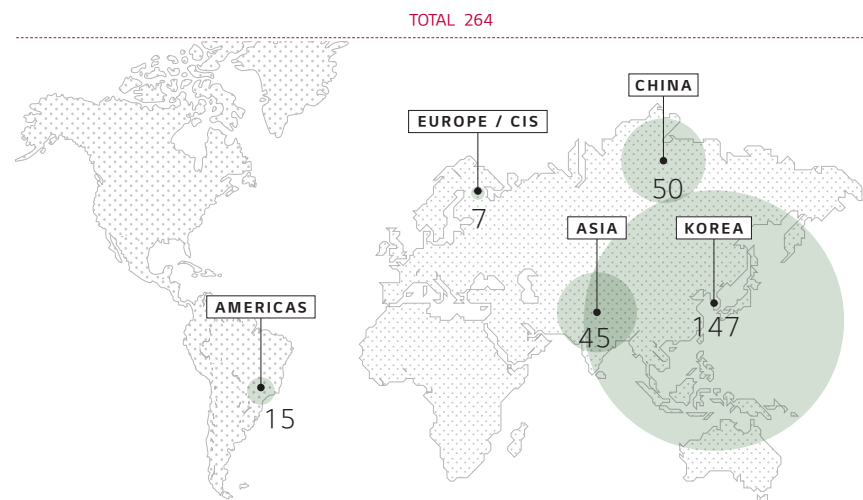 TOTAL 264
CHINA
50
EUROPE / CIS
7
ASIA
45
KOREA
147
AMERICAS
15